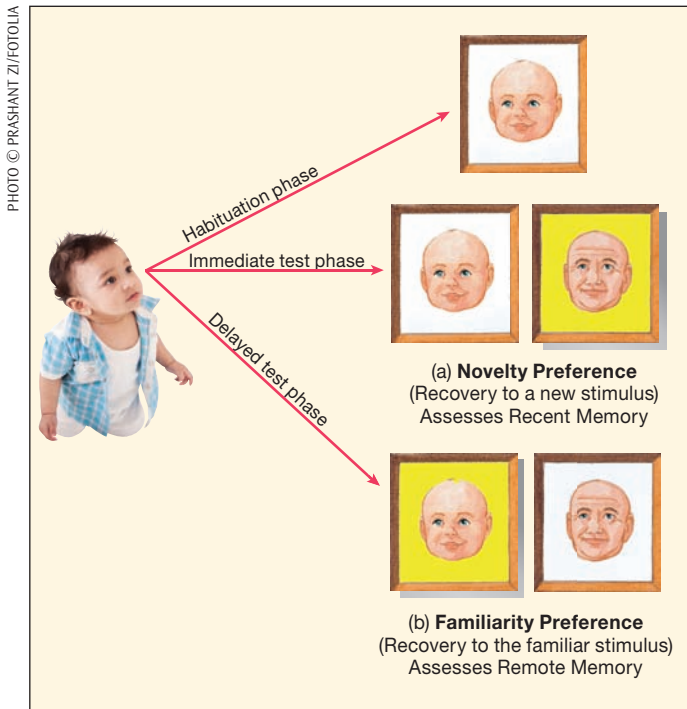 PHOTO © PRASHANT ZI/FOTOLIA
Habituation phase
Immediate test phase
Delayed test phase
(a) Novelty Preference
(Recovery to a new stimulus)
Assesses Recent Memory
(b) Familiarity Preference
(Recovery to the familiar stimulus)
Assesses Remote Memory